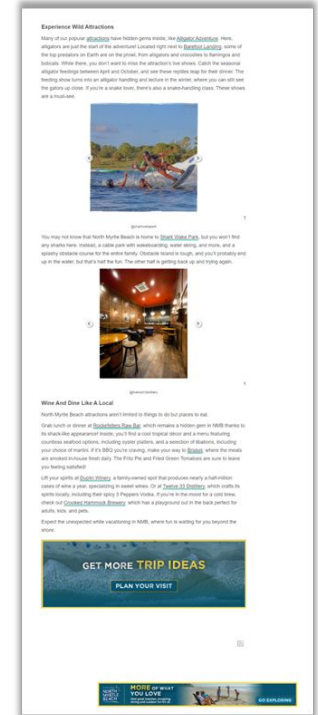 Experience Wild Attractions
Many of our popular attractions have hidden gems inside, like Alligator Adventure. Here,
alligators are just the start of the adventure! Located right next to Barefoot Landing, some of
the top predators on Earth are on the prowl, from alligators and crocodiles to flamingos and
bobcats. While there, you don't want to miss the attraction's live shows. Catch the seasonal
alligator feedings between April and October, and see these reptiles leap for their dinner. The
feeding show turns into an alligator handling and lecture in the winter, where you can still see
the gators up close. If you're a snake lover, there's also a snake-handling class. These shows
are a must-see.
You may not know that North Myrtle Beach is home to Shark Wake Park, but you won't find
any sharks here. Instead, a cable park with wakeboarding, water skiing, and more, and a
splashy obstacle course for the entire family. Obstacle Island is tough, and you'll probably end
up in the water, but that's half the fun. The other half is getting back up and trying again.
Wine And Dine Like A Local
North Myrtle Beach attractions aren't limited to things to do but places to eat.
Grab lunch or dinner at Rockefellers Raw Bar, which remains a hidden gem in NMB thanks to
its shack-like appearance! Inside, you'll find a cool tropical décor and a menu featuring
countless seafood options, including oyster platters, and a selection of libations, including
your choice of martini. If it's BBQ you're craving, make your way to
where the meats
are smoked in-house fresh daily. The Frito Pie and Fried Green Tomatoes are sure to leave
you feeling satisfied!
Lift your spirits at Duplin Winery, a family-owned spot that produces nearly a half-million
cases of wine a year, specializing in sweet wines. Or at Twelve 33 Distillery, which crafts its
spirits locally, including their spicy 3 Peppers Vodka. If you're in the mood for a cold brew,
check out Crooked Hammock Brewery, which has a playground out in the back perfect for
adults, kids, and pets.
Expect the unexpected while vacationing in NMB, where fun is waiting for you beyond the
shore.
GET MORE TRIP IDEAS
PLAN YOUR VISIT
NORTH MYRTLE BEACH
MORE OF WHAT
YOU LOVE
GO EXPLORING